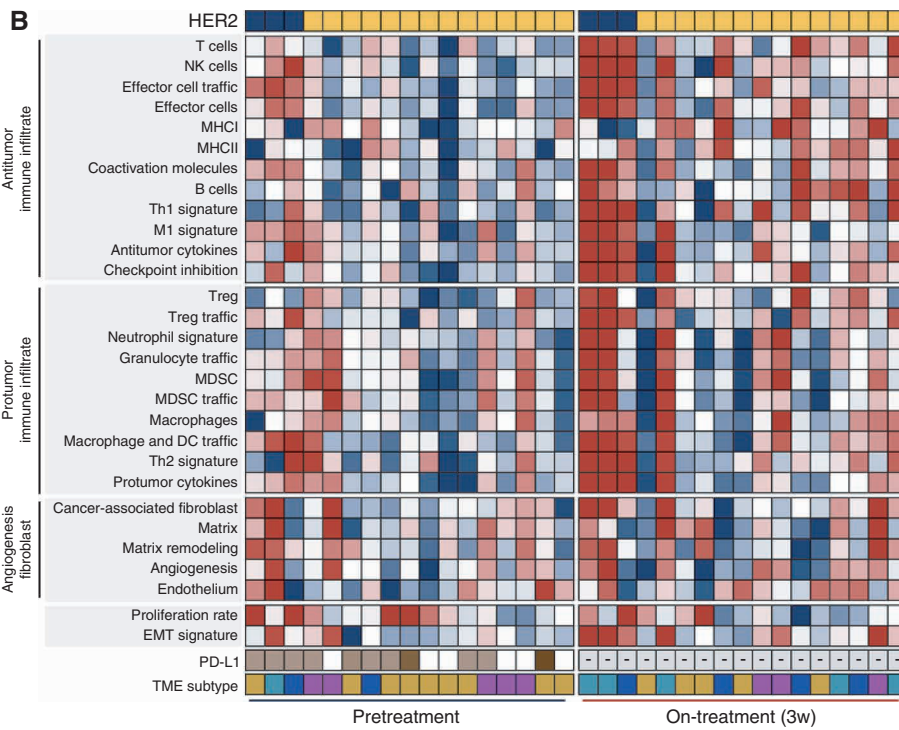 B
HER2
Antitumor
immune infiltrate
T cells
NK cells
Effector cell traffic
Effector cells
MHCI
MHCII
Coactivation molecules
B cells
Th1 signature
M1 signature
Antitumor cytokines
Checkpoint inhibition
Protumor
immune infiltrate
Treg
Treg traffic
Neutrophil signature
Granulocyte traffic
MDSC
MDSC traffic
Macrophages
Macrophage and DC traffic
Th2 signature
Protumor cytokines
Angiogenesis
fibroblast
Cancer-associated fibroblast
Matrix
Matrix remodeling
Angiogenesis
Endothelium
Proliferation rate
EMT signature
PD-L1 - - - - - - - - - - - - - - - - -
TME subtype
Pretreatment On-treatment (3w)